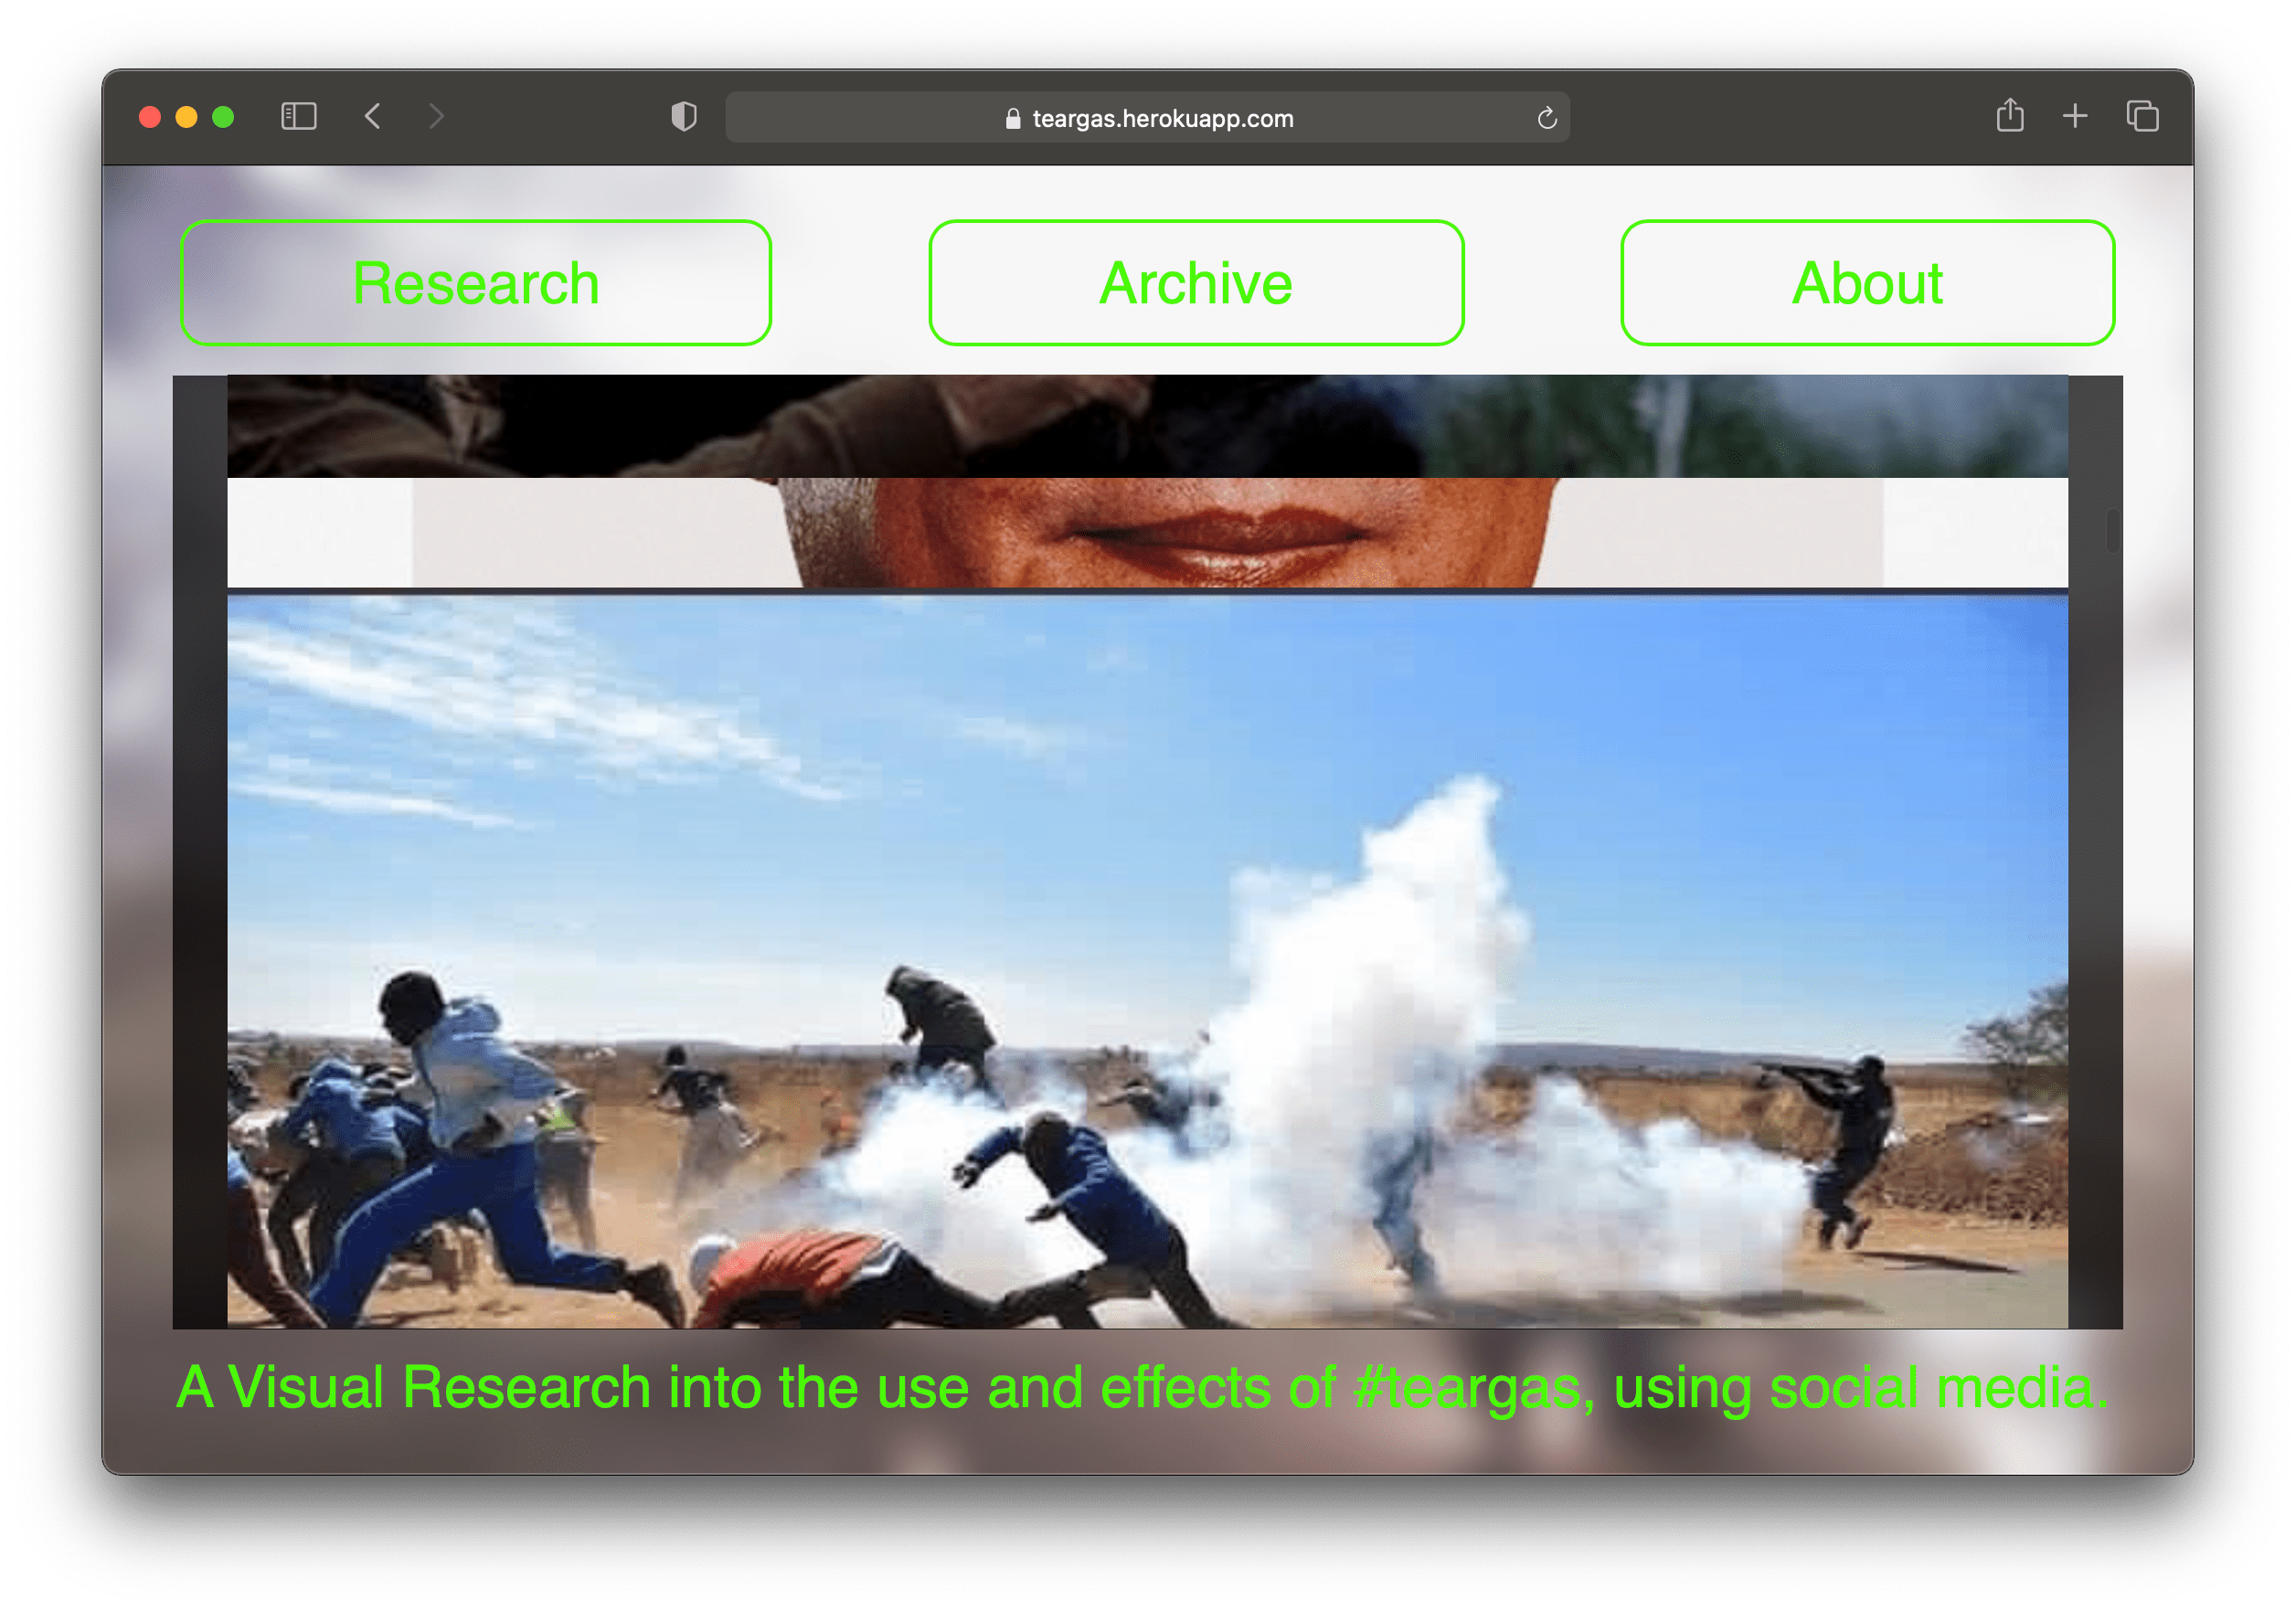 teargas.herokuapp.com
Research
Archive
About
A Visual Research into the use and effects of #teargas, using social media.